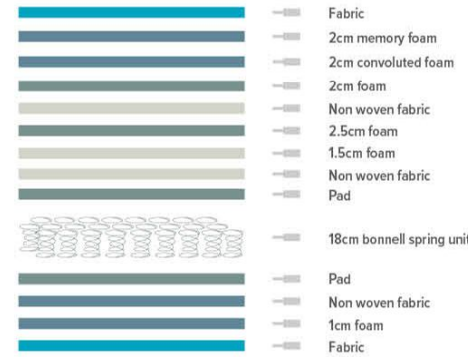 Fabric
2cm memory foam
2cm convoluted foam
2cm foam
Non woven fabric
2.5cm foam
1.5cm foam
Non woven fabric
Pad
18cm bonnell spring unit
Pad
Non woven fabric
1cm foam
Fabric